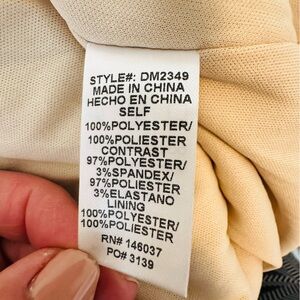 STYLE#: DM2349
MADE IN CHINA
HECHO EN CHINA
SELF
100%POLYESTER/
100%POLIESTER
CONTRAST
97%POLYESTER/
3%SPANDEX/
97%POLIESTER
3%ELASTANO
LINING
100%POLYESTER/
100%POLIESTER
RN# 146037
PO# 3139